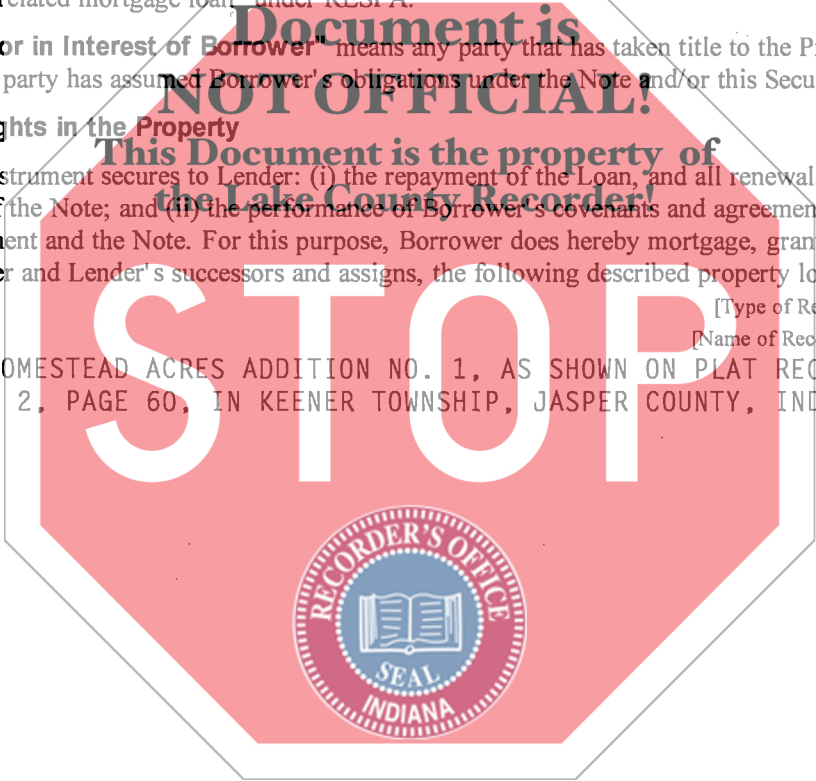 elated mortgage loan" under RESPA.
Document is
or in Interest of Borrower" means any party that has taken title to the P
party has assumed Borrower's obligations under the Note and/or this Secu
NOT OFFICIAL!
ghts in the Property
This Document is the property of
strument secures to Lender: (i) the repayment of the Loan, and all renewal
the Lake County Recorder!
f the Note; and (ii) the performance of Borrower's covenants and agreemen
ent and the Note. For this purpose, Borrower does hereby mortgage, gran
er and Lender's successors and assigns, the following described property lo
[Type of Re
[Name of Rec
OMESTEAD ACRES ADDITION NO. 1, AS SHOWN ON PLAT REC
2, PAGE 60, IN KEENER TOWNSHIP, JASPER COUNTY, IND
STOP
RECORDER'S OFFICE
SEAL
INDIANA